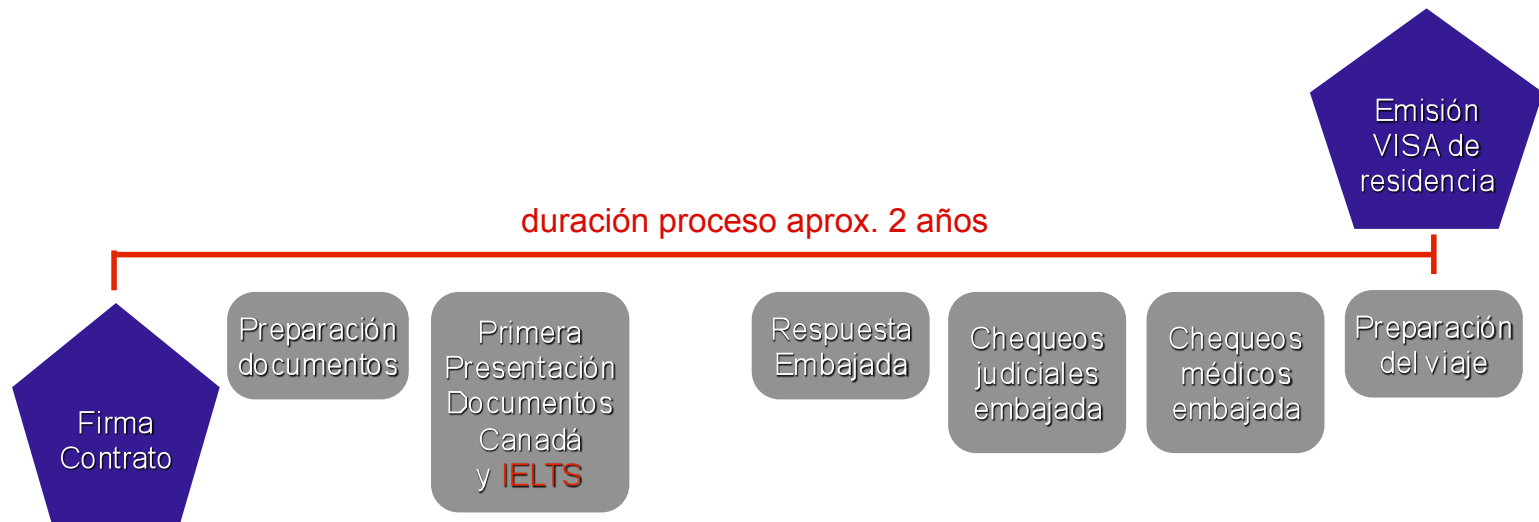 Emisión
VISA de
residencia
duración proceso aprox. 2 años
Firma
Contrato
Preparación
documentos
Primera
Presentación
Documentos
Canadá
y IELTS
Respuesta
Embajada
Chequeos
judiciales
embajada
Chequeos
médicos
embajada
Preparación
del viaje